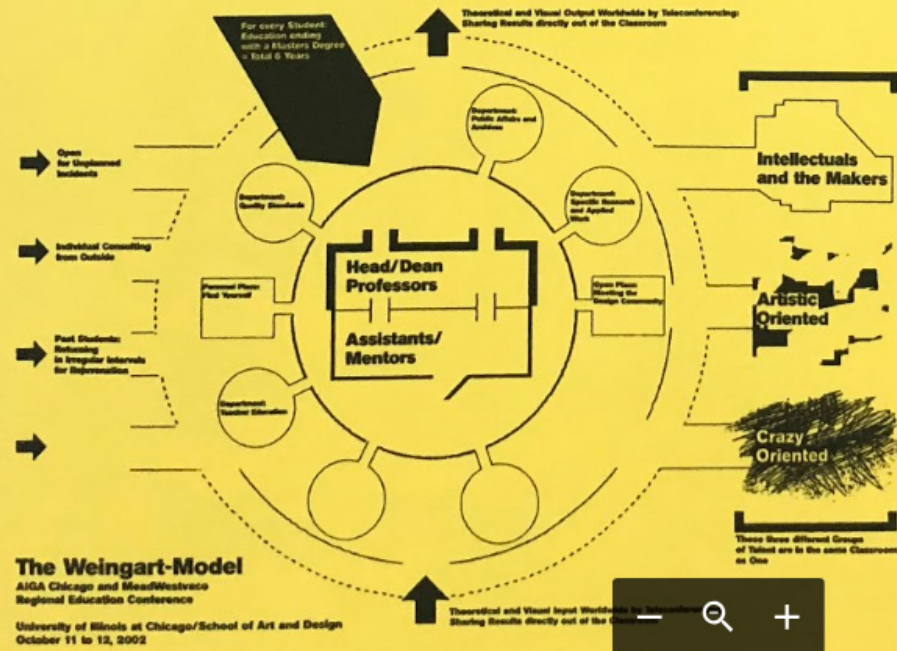 Theoretical and Visual Output Worldwide by Teleconferencing:
Sharing Results directly out of the Classroom
For every Student:
Education ending
with a Masters Degree
= Total 6 Years
Department:
Public Affairs and
Archives
Open
for Unplanned
Incidents
Intellectuals
and the Makers
Department:
Quality Standards
Department:
Specific Research
and Applied
Work
Individual Consulting
from Outside
Head/Dean
Professors
Personal Place:
Find Yourself
Open Place:
Meeting the
Design Community
Artistic
Oriented
Past Students:
Returning
in Irregular Intervals
for Rejuvenation
Assistants/
Mentors
Department:
Teacher Education
Crazy
Oriented
These three different Groups
of Talent are in the same Classroom
as One
The Weingart-Model
AIGA Chicago and MeadWestvaco
Regional Education Conference
University of Illinois at Chicago/School of Art and Design
October 11 to 12, 2002
Theoretical and Visual Input Worldwide by Teleconferencing:
Sharing Results directly out of the Classroom